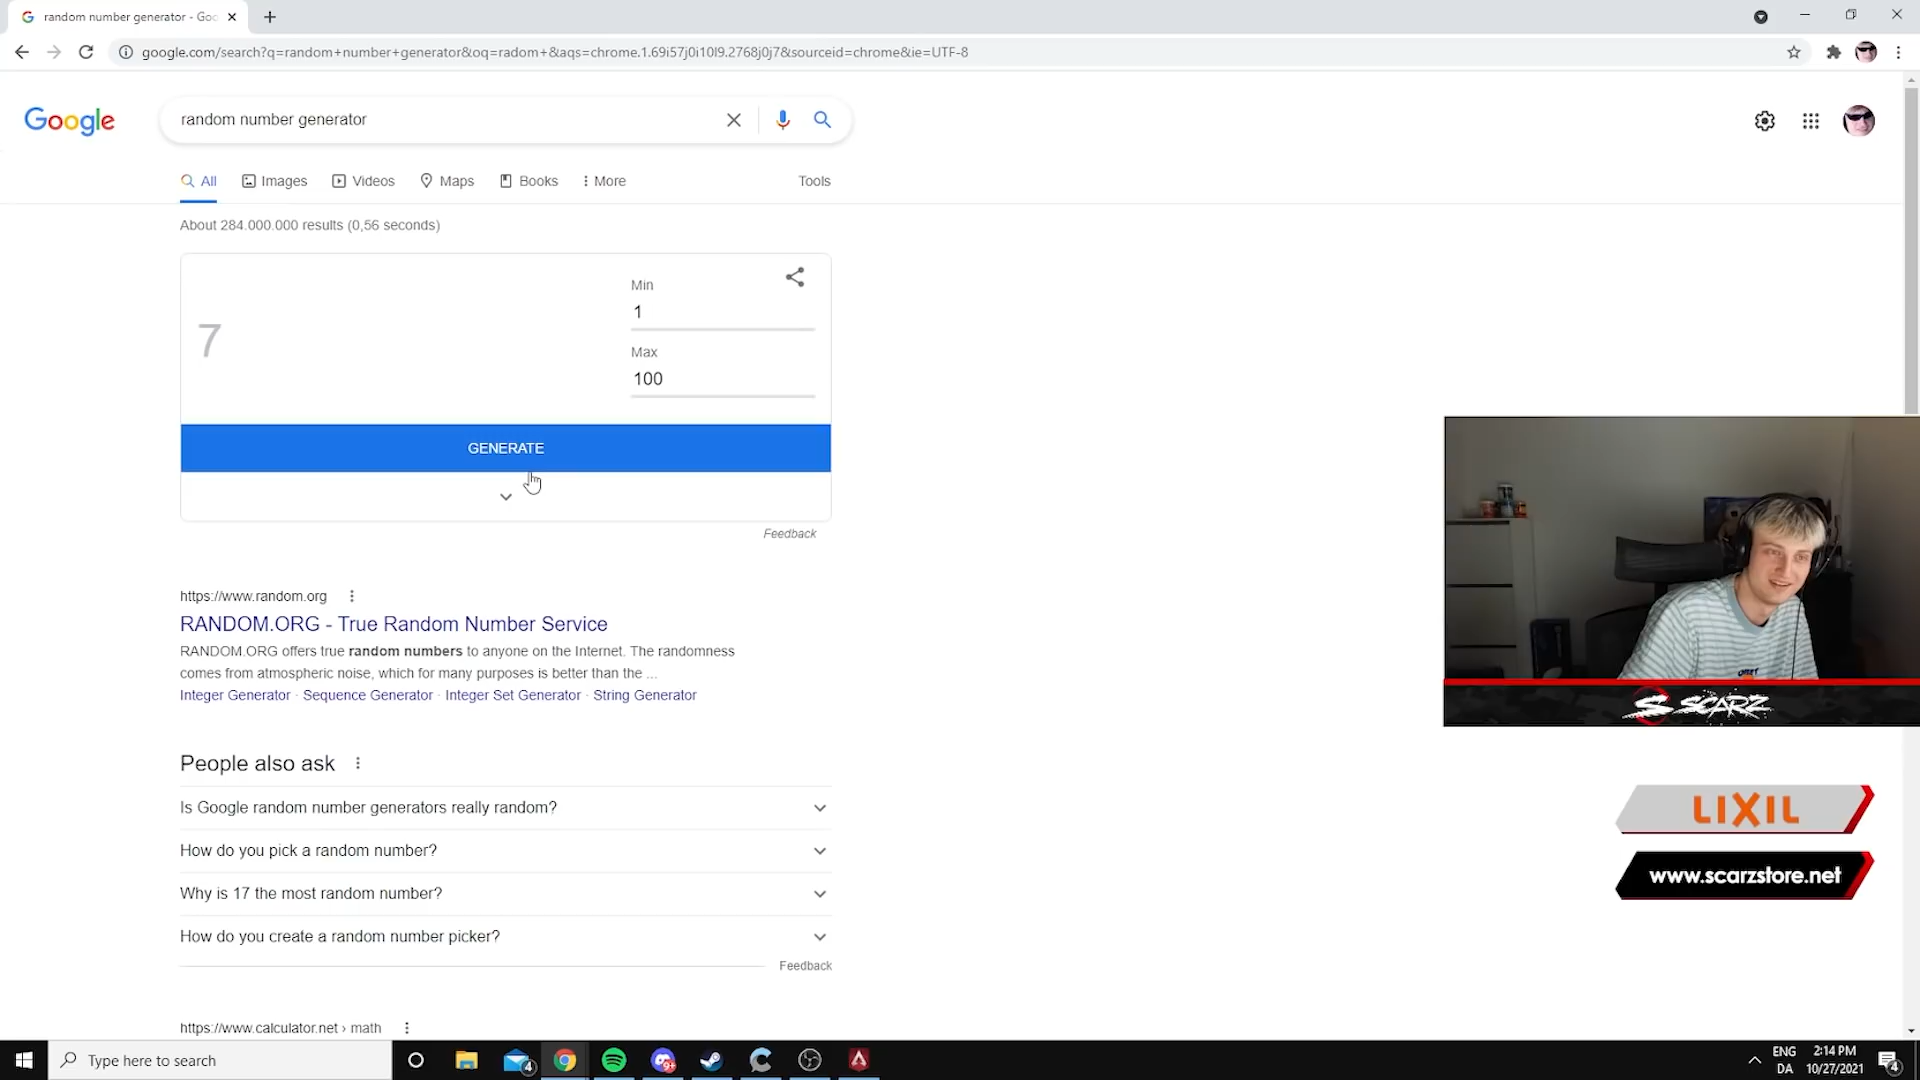 random number generator - Goo
google.com/search?q=random+number+generator&oq=radom+&aqs=chrome.1.69i57j0i10l9.2768j0j7&sourceid=chrome&ie=UTF-8
Google
random number generator
All Images Videos Maps Books More Tools
About 284.000.000 results (0,56 seconds)
7
Min
1
Max
100
GENERATE
Feedback
https://www.random.org
RANDOM.ORG - True Random Number Service
RANDOM.ORG offers true random numbers to anyone on the Internet. The randomness
comes from atmospheric noise, which for many purposes is better than the ...
Integer Generator · Sequence Generator · Integer Set Generator · String Generator
People also ask
Is Google random number generators really random?
How do you pick a random number?
Why is 17 the most random number?
How do you create a random number picker?
Feedback
https://www.calculator.net › math
S SCARZ
LIXIL
www.scarzstore.net
Type here to search
4
9+
ENG
DA
2:14 PM
10/27/2021
4